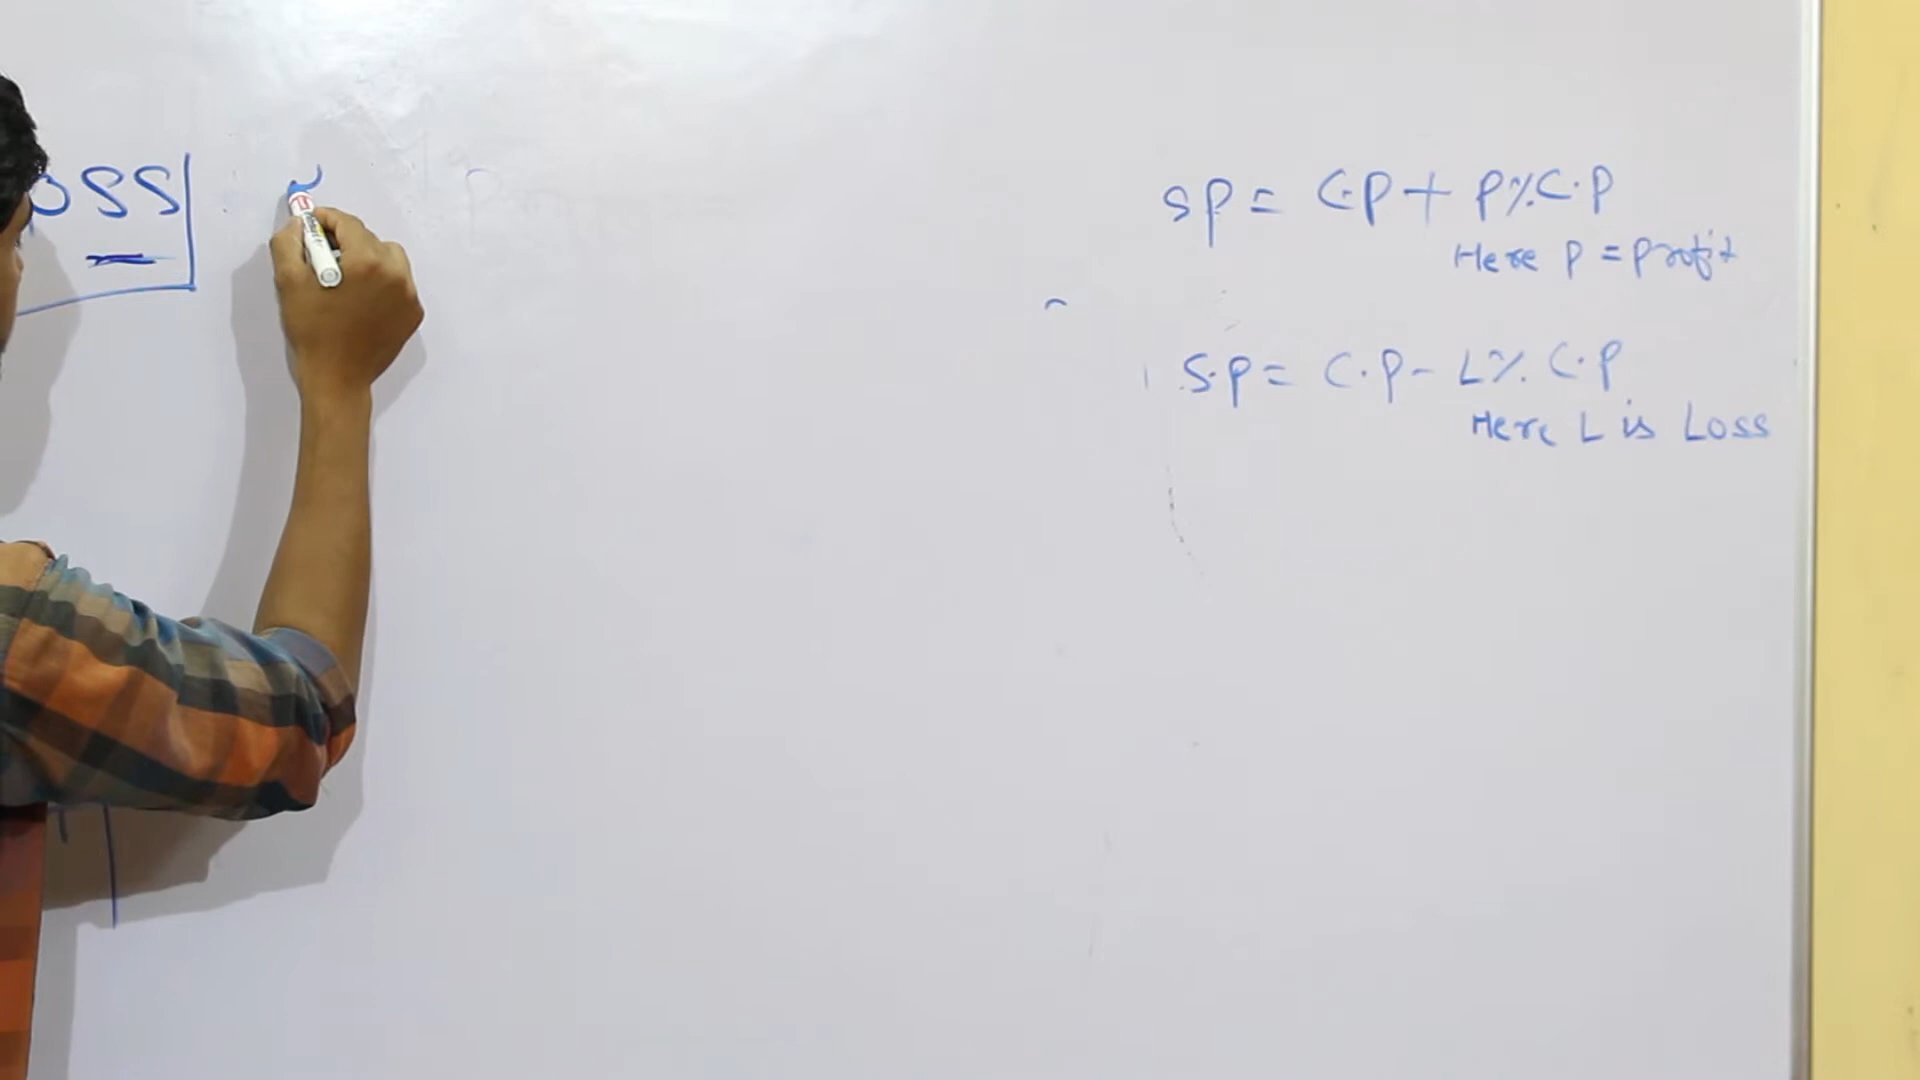 oss
SP = C.P + P% C.P
Here P = Profit
S.P = C.P - L% C.P
Here L is Loss